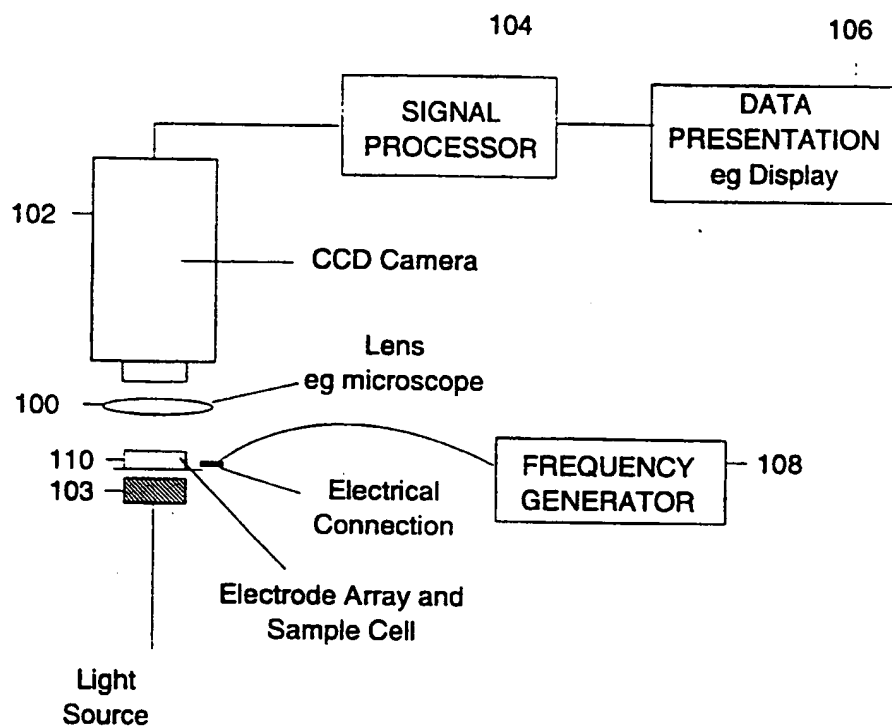 104
106
SIGNAL
PROCESSOR
DATA
PRESENTATION
eg Display
102
CCD Camera
Lens
eg microscope
100
110
103
FREQUENCY
GENERATOR
108
Electrical
Connection
Electrode Array and
Sample Cell
Light
Source